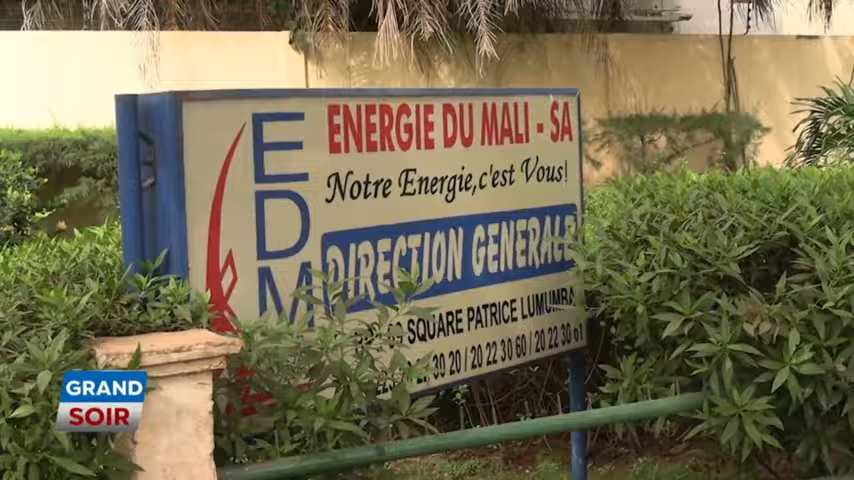 EDM
ENERGIE DU MALI - SA
Notre Energie, c'est Vous!
DIRECTION GENERALE
SQUARE PATRICE LUMUMBA
30 20 / 20 22 30 60 / 20 22 30 61
GRAND
SOIR